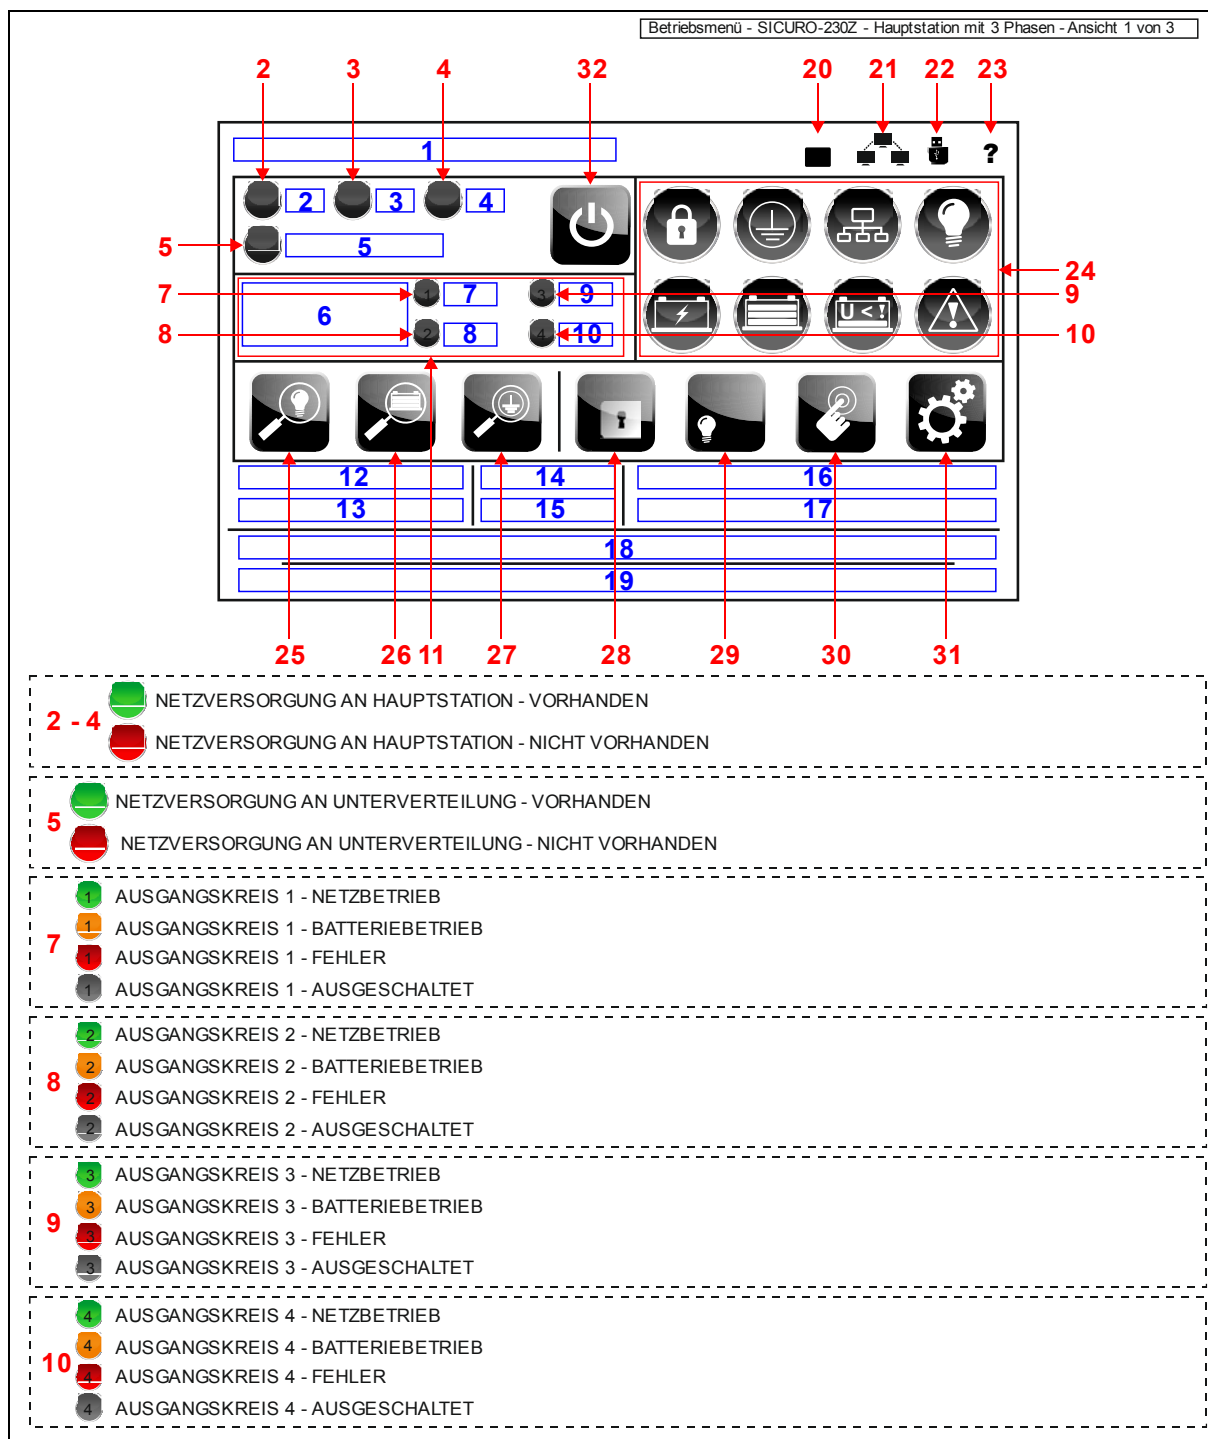 Betriebsmenü - SICURO-230Z - Hauptstation mit 3 Phasen - Ansicht 1 von 3
2 3 4 32 20 21 22 23
1 ?
2 3 4
5 5
24
7 1 7 3 9 9
6
8 2 8 4 10 10
U<!
12 14 16
13 15 17
18
19
25 26 11 27 28 29 30 31
2 - 4
NETZVERSORGUNG AN HAUPTSTATION - VORHANDEN
NETZVERSORGUNG AN HAUPTSTATION - NICHT VORHANDEN
5
NETZVERSORGUNG AN UNTERVERTEILUNG - VORHANDEN
NETZVERSORGUNG AN UNTERVERTEILUNG - NICHT VORHANDEN
7
1 AUSGANGSKREIS 1 - NETZBETRIEB
1 AUSGANGSKREIS 1 - BATTERIEBETRIEB
1 AUSGANGSKREIS 1 - FEHLER
1 AUSGANGSKREIS 1 - AUSGESCHALTET
8
2 AUSGANGSKREIS 2 - NETZBETRIEB
2 AUSGANGSKREIS 2 - BATTERIEBETRIEB
2 AUSGANGSKREIS 2 - FEHLER
2 AUSGANGSKREIS 2 - AUSGESCHALTET
9
3 AUSGANGSKREIS 3 - NETZBETRIEB
3 AUSGANGSKREIS 3 - BATTERIEBETRIEB
3 AUSGANGSKREIS 3 - FEHLER
3 AUSGANGSKREIS 3 - AUSGESCHALTET
10
4 AUSGANGSKREIS 4 - NETZBETRIEB
4 AUSGANGSKREIS 4 - BATTERIEBETRIEB
4 AUSGANGSKREIS 4 - FEHLER
4 AUSGANGSKREIS 4 - AUSGESCHALTET